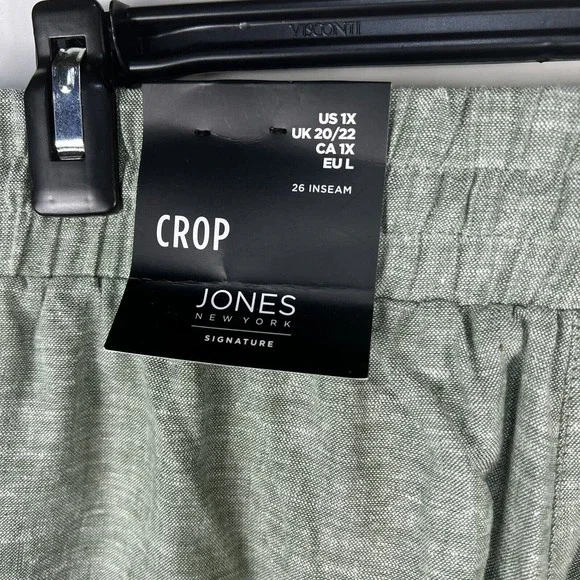 VISCONTI
US 1X
UK 20/22
CA 1X
EU L
26 INSEAM
CROP
JONES
NEW YORK
SIGNATURE